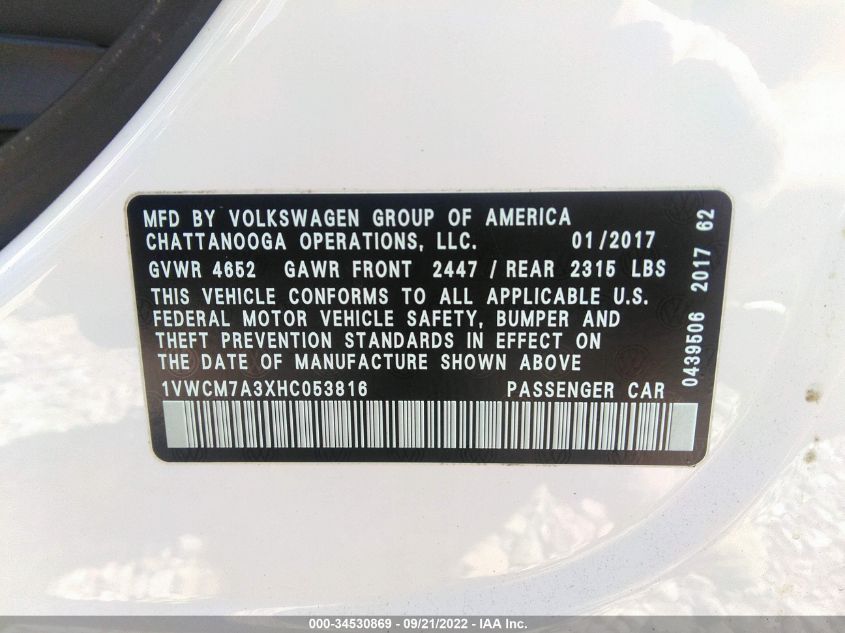 MFD BY VOLKSWAGEN GROUP OF AMERICA
CHATTANOOGA OPERATIONS, LLC. 01/2017
GVWR 4652 GAWR FRONT 2447 / REAR 2315 LBS
THIS VEHICLE CONFORMS TO ALL APPLICABLE U.S.
FEDERAL MOTOR VEHICLE SAFETY, BUMPER AND
THEFT PREVENTION STANDARDS IN EFFECT ON
THE DATE OF MANUFACTURE SHOWN ABOVE
1VWCM7A3XHC053816 PASSENGER CAR
0439506 2017 62
000-34530869 - 09/21/2022 - IAA Inc.